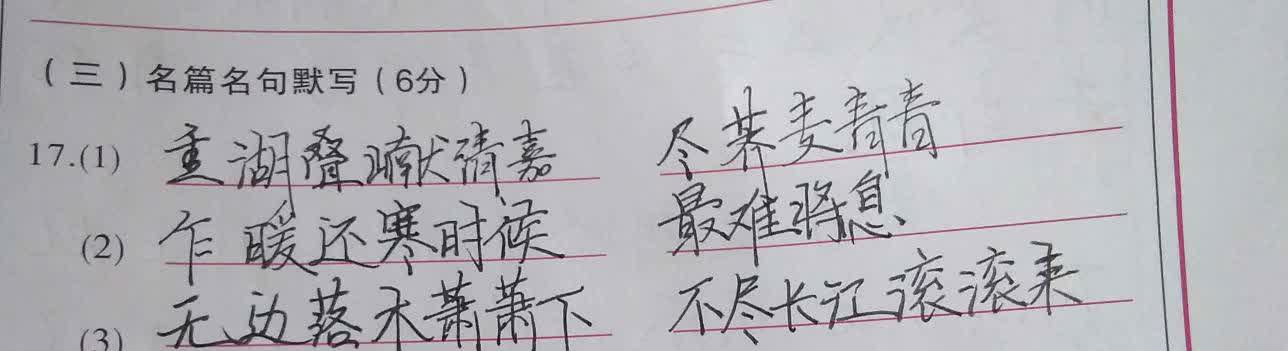 (三)名篇名句默写(6分)
17.(1) 重湖叠巘清嘉 尽荠麦青青
(2) 乍暖还寒时候 最难将息
(3) 无边落木萧萧下 不尽长江滚滚来